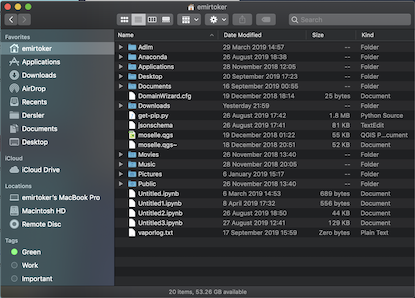 emirtoker
Search
Favorites
emirtoker
Applications
Downloads
AirDrop
Recents
Dersler
Documents
Desktop
iCloud
iCloud Drive
Locations
emirtoker's MacBook Pro
Macintosh HD
Remote Disc
Tags
Green
Work
Important
Name Date Modified Size Kind
Adim 29 March 2019 14:57 -- Folder
Anaconda 26 August 2019 18:38 -- Folder
Applications 28 November 2018 12:05 -- Folder
Desktop 20 September 2019 17:23 -- Folder
Documents 16 September 2019 00:55 -- Folder
DomainWizard.cfg 19 December 2018 18:14 25 bytes Document
Downloads Yesterday 21:59 -- Folder
get-pip.py 26 August 2019 17:42 1.8 MB Python Source
jsonschema 26 August 2019 17:41 81 KB TextEdit
moselle.qgs 19 December 2018 01:22 55 KB QGIS P...cument
moselle.qgs~ 18 December 2018 20:51 52 KB Document
Movies 26 November 2018 13:40 -- Folder
Music 28 November 2018 20:05 -- Folder
Pictures 6 January 2019 15:17 -- Folder
Public 26 November 2018 13:40 -- Folder
Untitled.ipynb 6 March 2019 14:53 689 bytes Document
Untitled1.ipynb 8 April 2019 17:32 556 bytes Document
Untitled2.ipynb 26 August 2019 18:50 44 KB Document
Untitled3.ipynb 27 August 2019 13:41 129 KB Document
vaporlog.txt 17 September 2019 15:59 Zero bytes Plain Text
20 items, 53.26 GB available